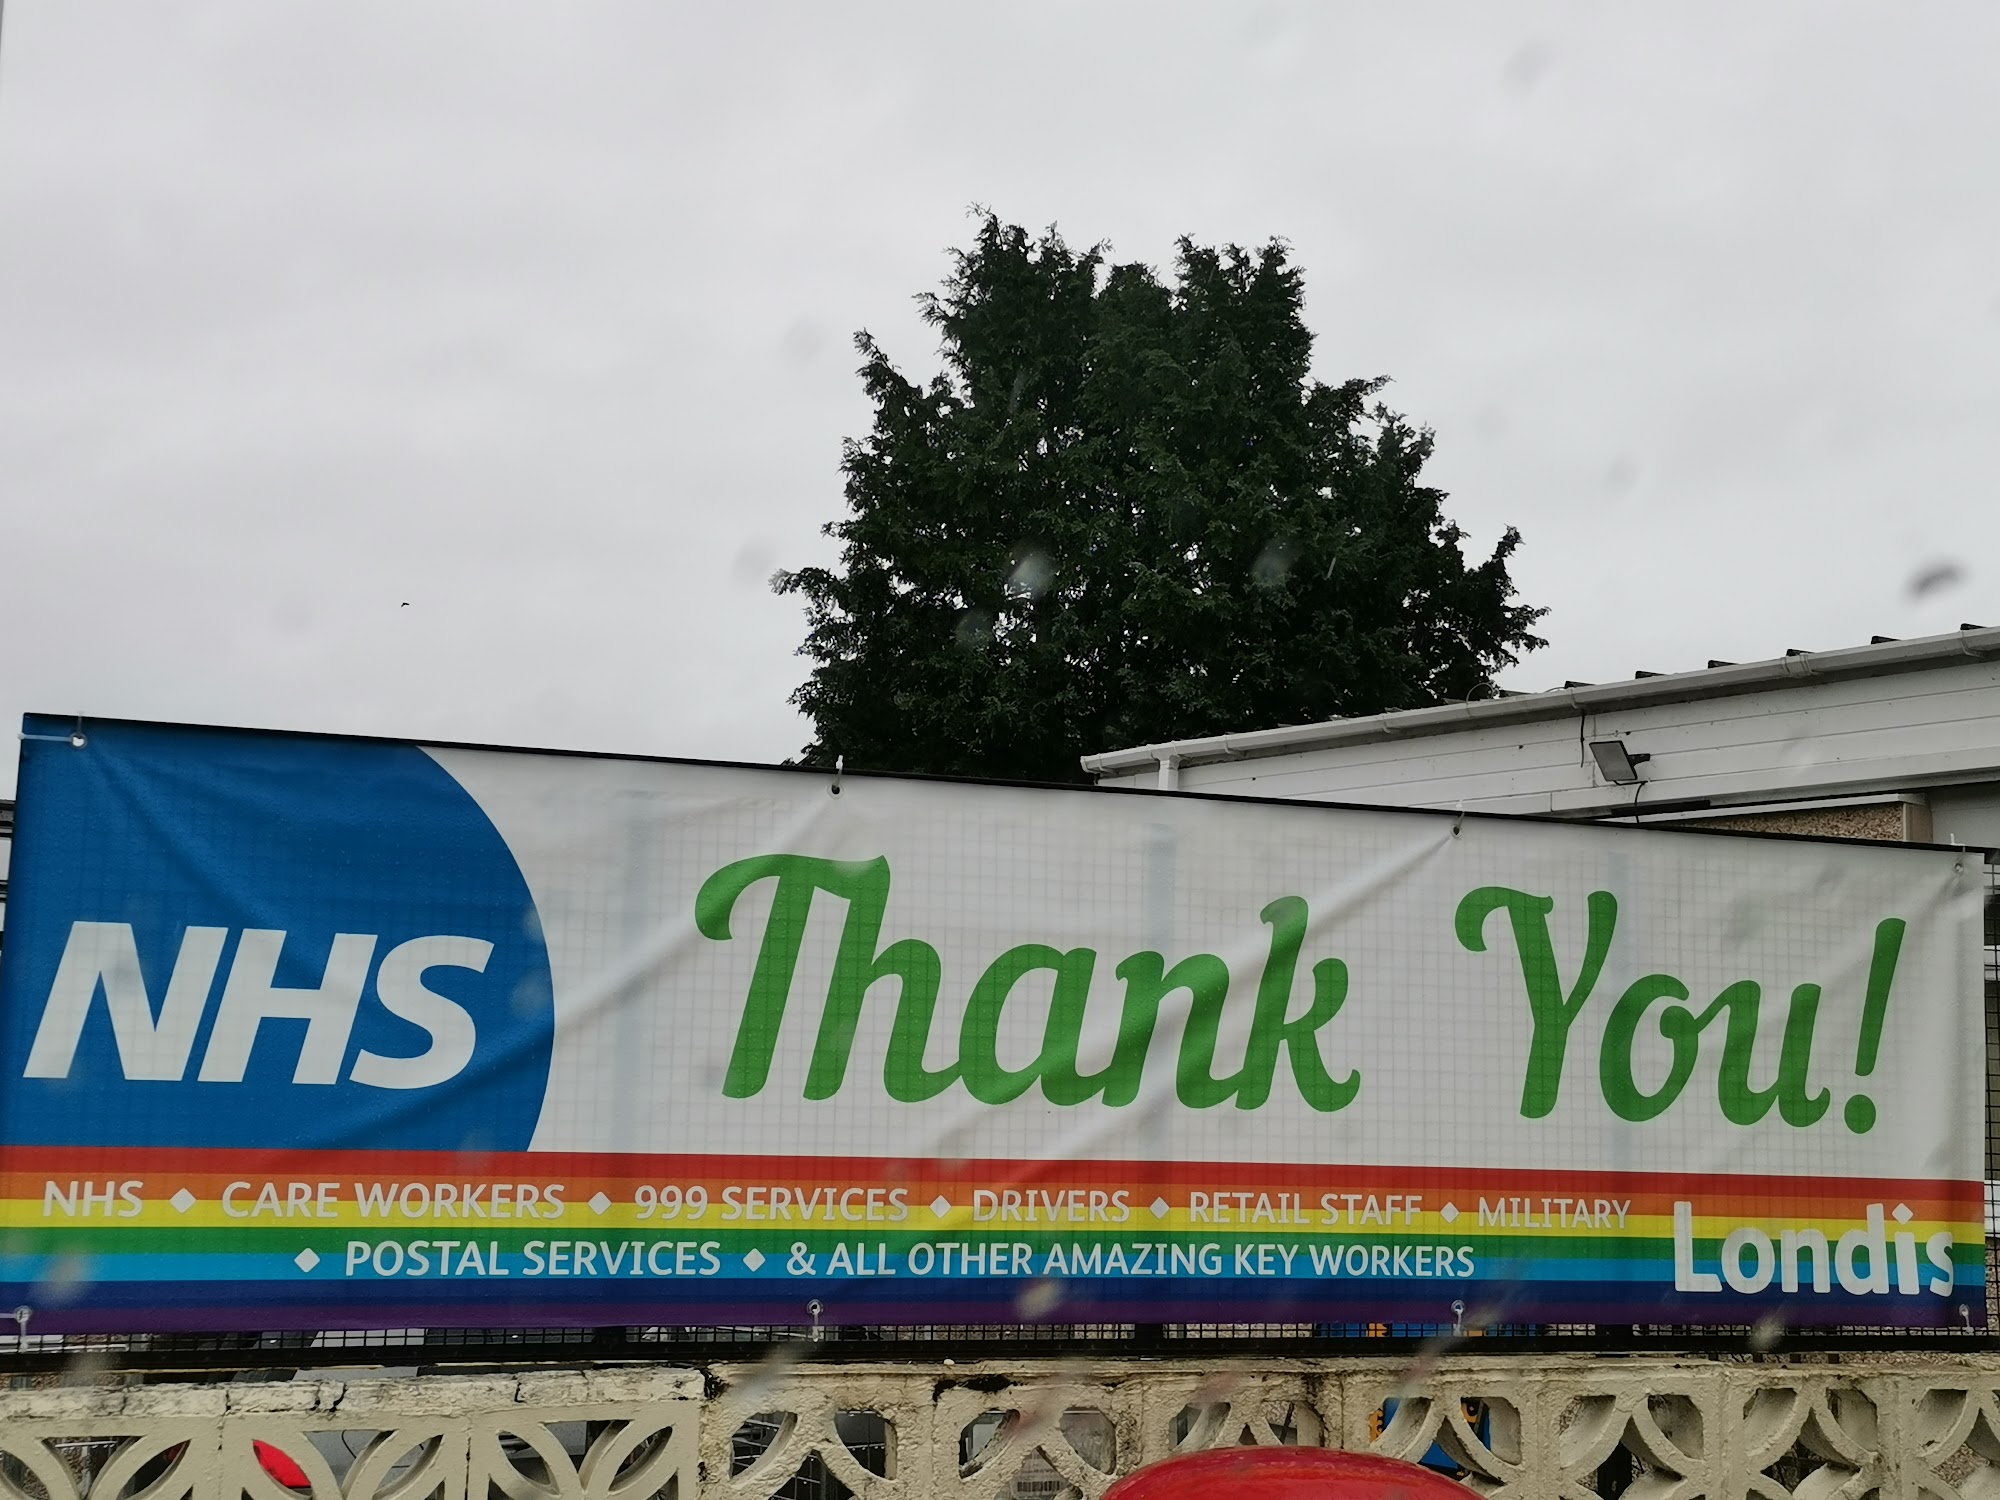 NHS Thank You!
NHS ◆ CARE WORKERS ◆ 999 SERVICES ◆ DRIVERS ◆ RETAIL STAFF ◆ MILITARY
◆ POSTAL SERVICES ◆ & ALL OTHER AMAZING KEY WORKERS
Londis